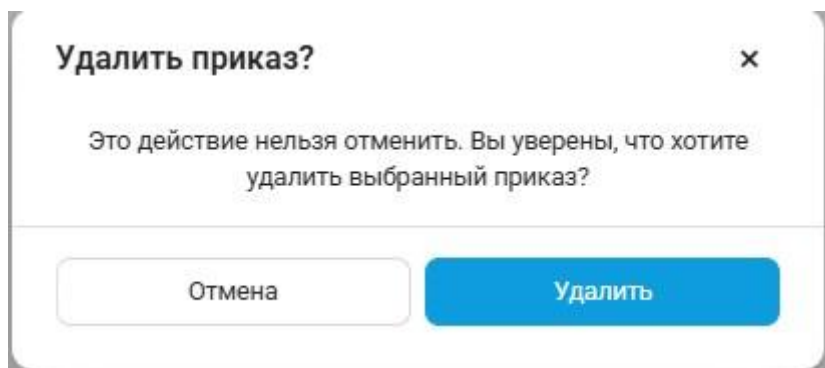 Удалить приказ?
Это действие нельзя отменить. Вы уверены, что хотите
удалить выбранный приказ?
Отмена
Удалить